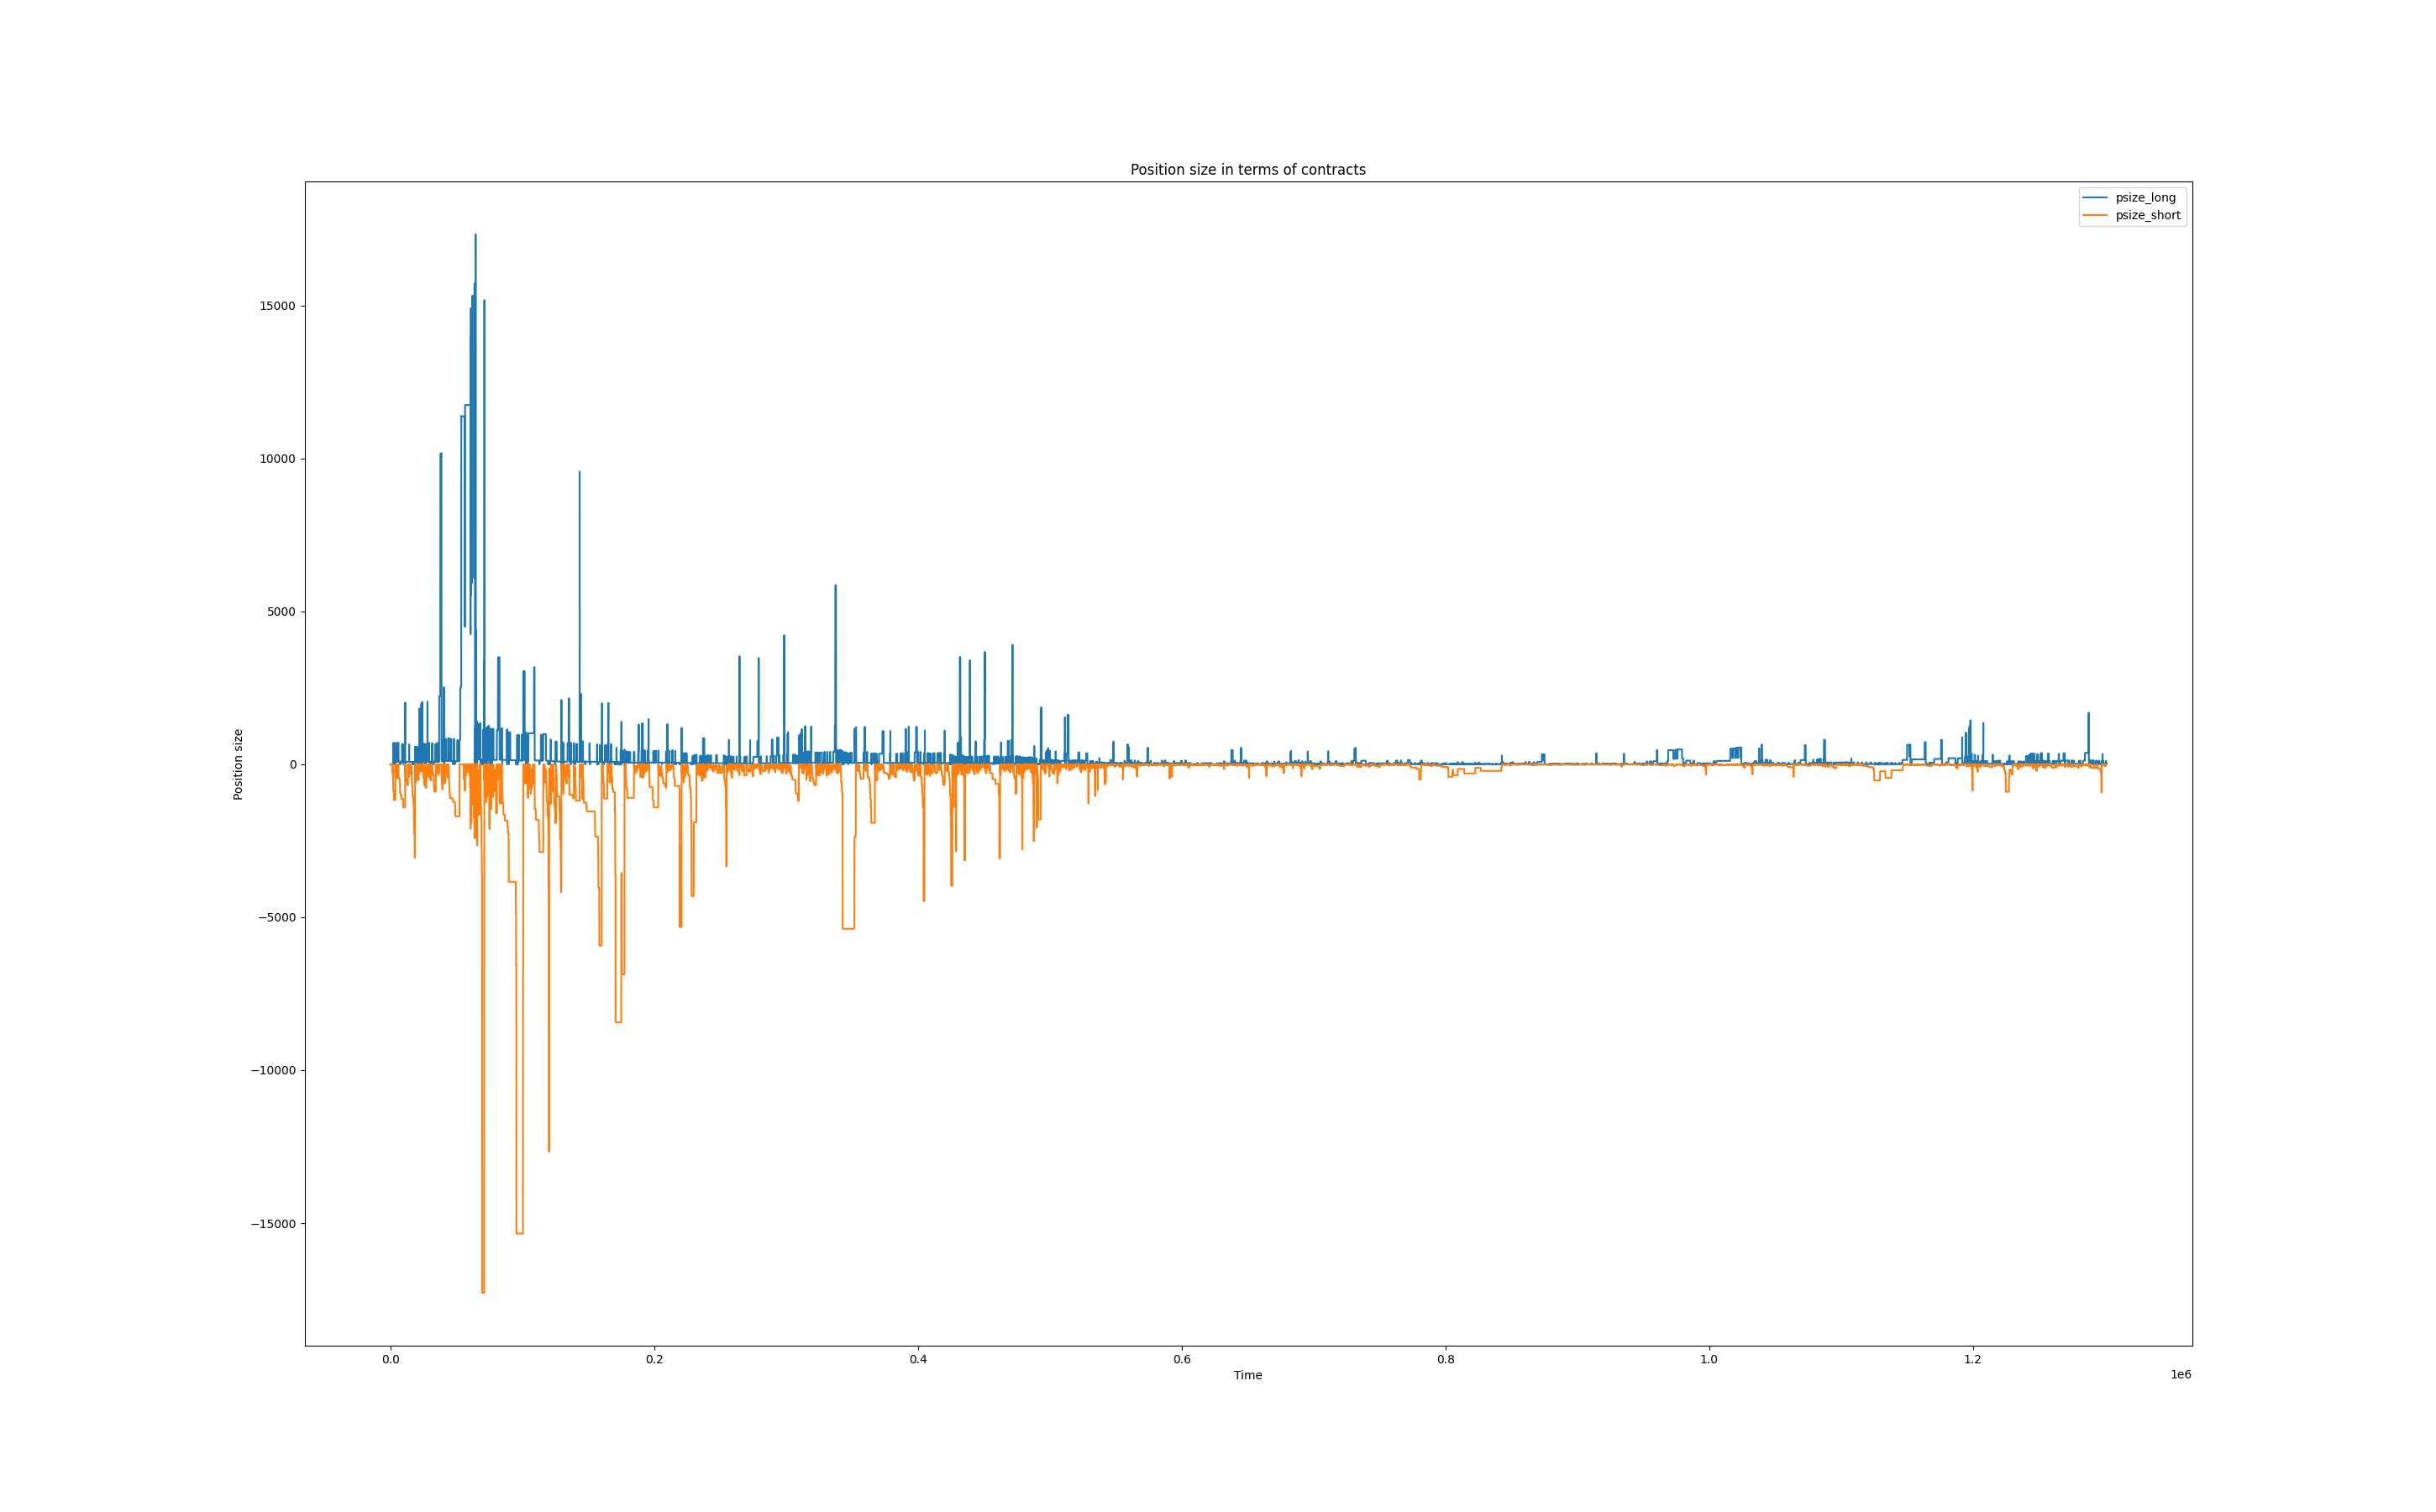 Position size in terms of contracts
psize_long
psize_short
15000
10000
5000
0
−5000
−10000
−15000
Position size
0.0 0.2 0.4 0.6 0.8 1.0 1.2
Time
1e6